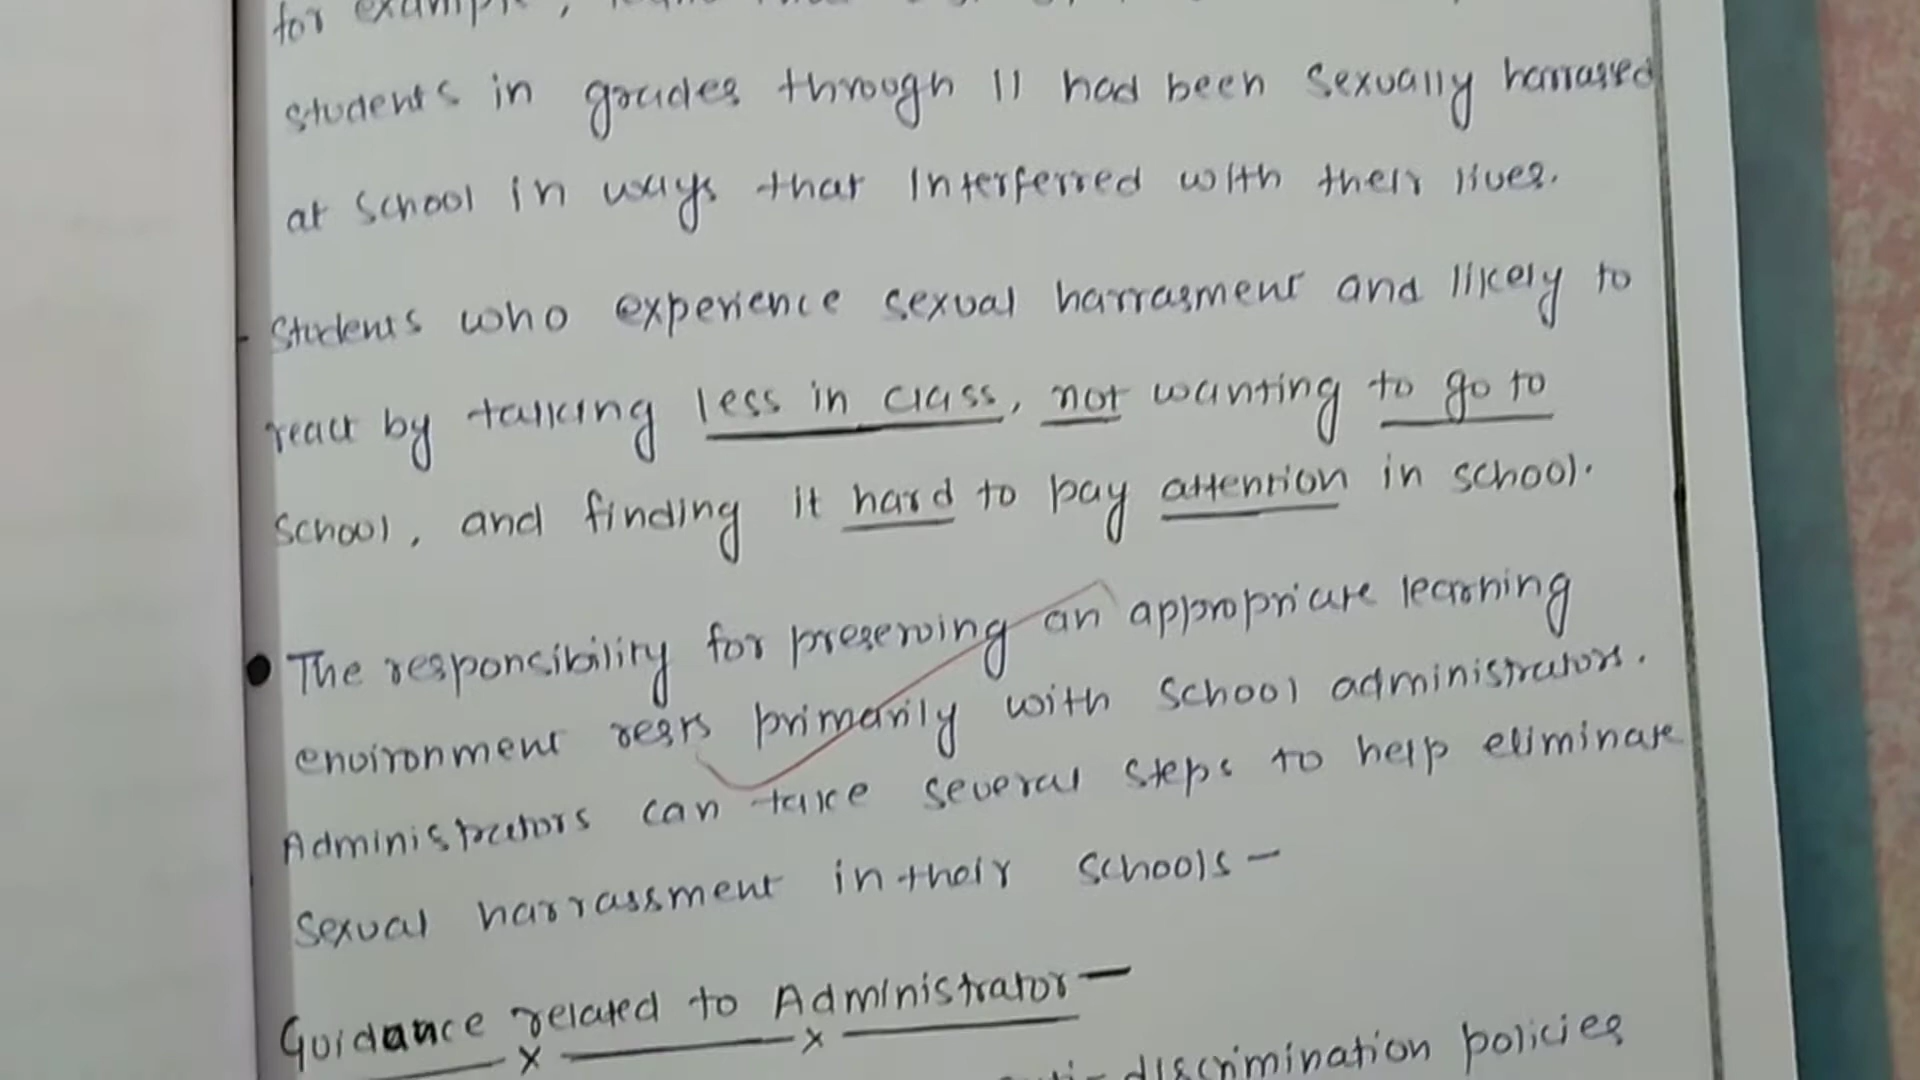 for example,
students in grades through 11 had been sexually harrassed
at school in ways that Interferred with their lives.
- Students who experience sexual harrasment and likely to
react by talking less in class, not wanting to go to
school, and finding it hard to pay attention in school.
• The responsibility for preserving an appropriate learning
environment rests primarily with school administrators.
Administrators can take several steps to help eliminate
sexual harrassment in their schools -
Guidance related to Administrator -
discrimination policies